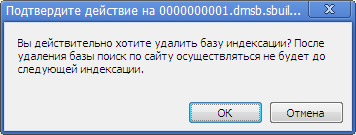 Подтвердите действие на 0000000001.dmsb.sbuil...
Вы действительно хотите удалить базу индексации? После
удаления базы поиск по сайту осуществляться не будет до
следующей индексации.
OK
Отмена